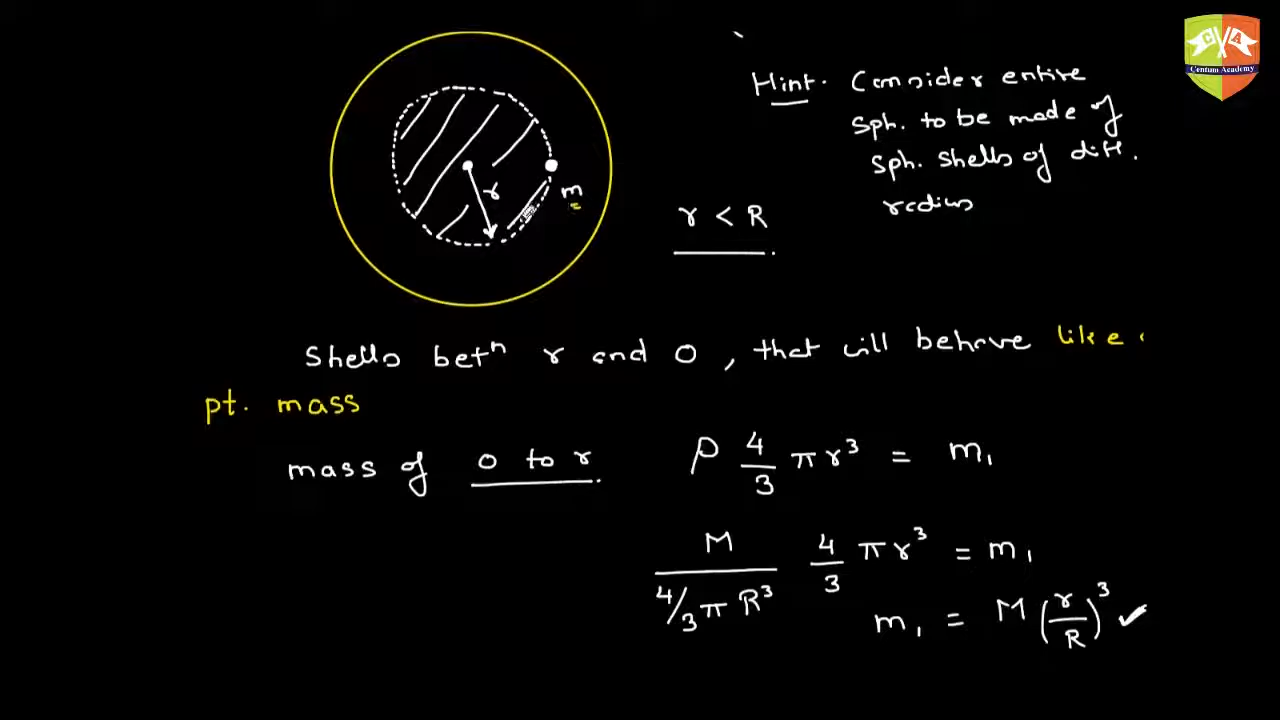 C A
Centum Academy
Hint. Consider entire
Sph. to be made of
Sph. shells of diff.
radius
r
m
r < R
Shells betⁿ r and 0, that will behave like
pt. mass
mass of 0 to r ρ 4/3 π r³ = m₁
M / 4/3 π R³ 4/3 π r³ = m₁
m₁ = M (r/R)³ ✓